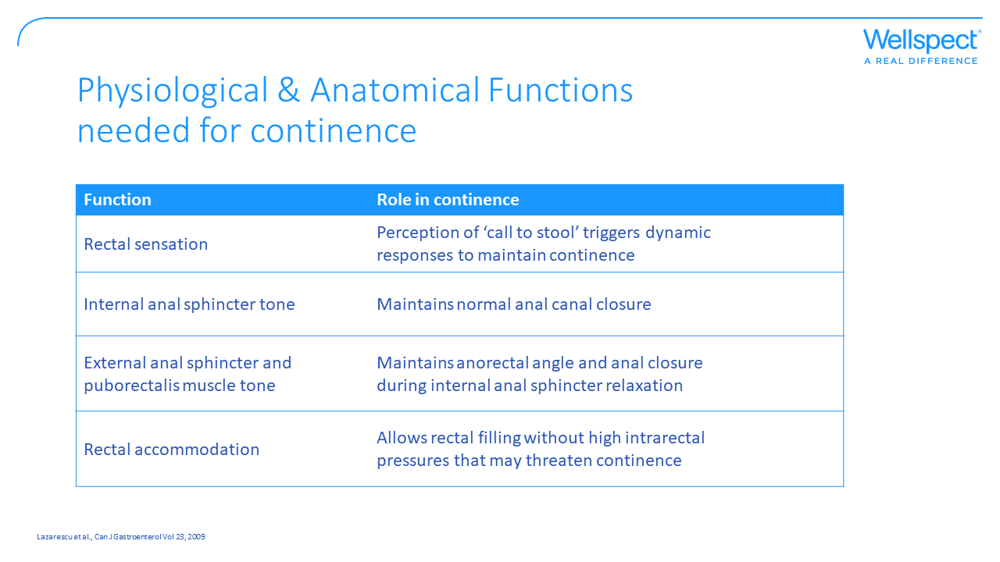 Wellspect®
A REAL DIFFERENCE
Physiological & Anatomical Functions
needed for continence
Function
Role in continence
Rectal sensation
Perception of ‘call to stool’ triggers dynamic
responses to maintain continence
Internal anal sphincter tone
Maintains normal anal canal closure
External anal sphincter and
puborectalis muscle tone
Maintains anorectal angle and anal closure
during internal anal sphincter relaxation
Rectal accommodation
Allows rectal filling without high intrarectal
pressures that may threaten continence
Lazarescu et al., Can J Gastroenterol Vol 23, 2009